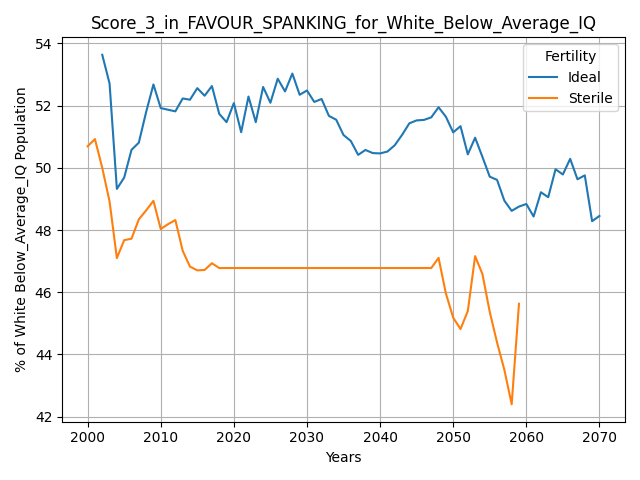 Score_3_in_FAVOUR_SPANKING_for_White_Below_Average_IQ
% of White Below_Average_IQ Population
54
52
50
48
46
44
42
Fertility
Ideal
Sterile
2000 2010 2020 2030 2040 2050 2060 2070
Years